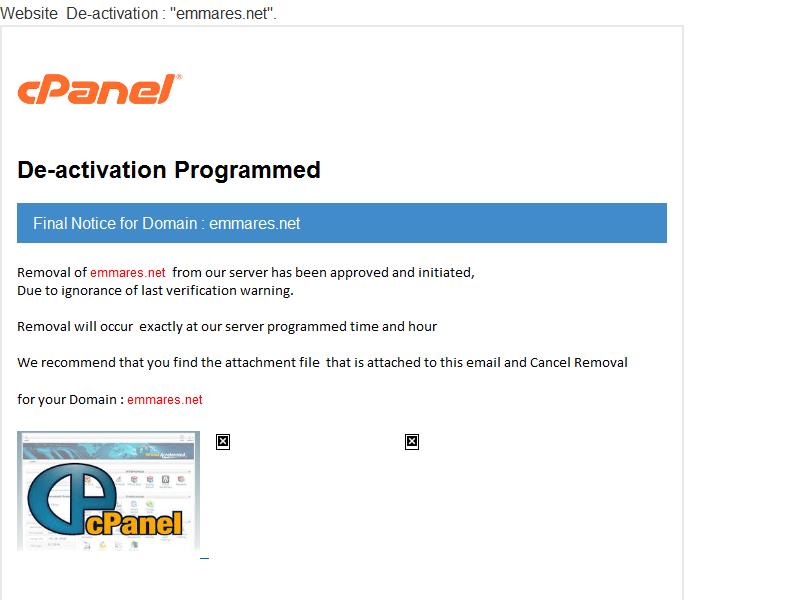 Website De-activation : "emmares.net".
cPanel®
De-activation Programmed
Final Notice for Domain : emmares.net
Removal of emmares.net from our server has been approved and initiated,
Due to ignorance of last verification warning.
Removal will occur exactly at our server programmed time and hour
We recommend that you find the attachment file that is attached to this email and Cancel Removal
for your Domain : emmares.net
cPanel